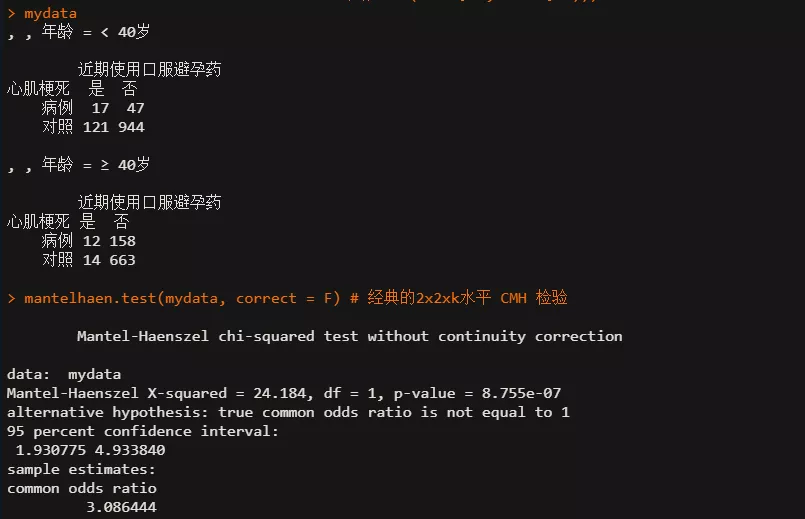 > mydata
, , 年龄 = < 40岁
近期使用口服避孕药
心肌梗死 是 否
病例 17 47
对照 121 944
, , 年龄 = ≥ 40岁
近期使用口服避孕药
心肌梗死 是 否
病例 12 158
对照 14 663
> mantelhaen.test(mydata, correct = F) # 经典的2x2xk水平 CMH 检验
Mantel-Haenszel chi-squared test without continuity correction
data: mydata
Mantel-Haenszel X-squared = 24.184, df = 1, p-value = 8.755e-07
alternative hypothesis: true common odds ratio is not equal to 1
95 percent confidence interval:
1.930775 4.933840
sample estimates:
common odds ratio
3.086444